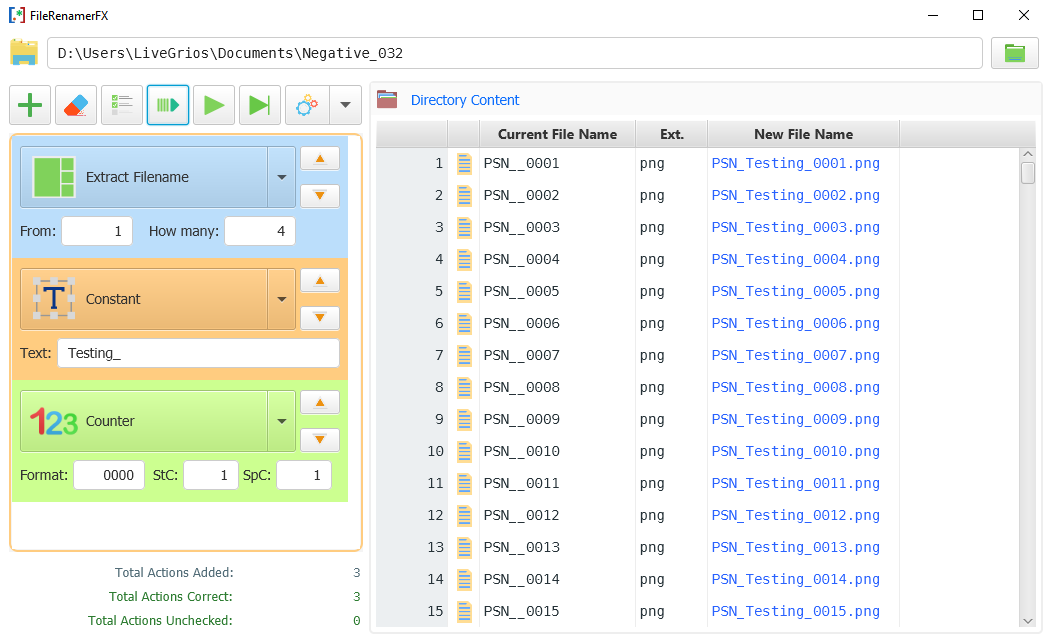 FileRenamerFX
D:\Users\LiveGrios\Documents\Negative_032
Extract Filename
From: 1 How many: 4
T Constant
Text: Testing_
123 Counter
Format: 0000 StC: 1 SpC: 1
Total Actions Added: 3
Total Actions Correct: 3
Total Actions Unchecked: 0
Directory Content
Current File Name Ext. New File Name
1 PSN__0001 png PSN_Testing_0001.png
2 PSN__0002 png PSN_Testing_0002.png
3 PSN__0003 png PSN_Testing_0003.png
4 PSN__0004 png PSN_Testing_0004.png
5 PSN__0005 png PSN_Testing_0005.png
6 PSN__0006 png PSN_Testing_0006.png
7 PSN__0007 png PSN_Testing_0007.png
8 PSN__0008 png PSN_Testing_0008.png
9 PSN__0009 png PSN_Testing_0009.png
10 PSN__0010 png PSN_Testing_0010.png
11 PSN__0011 png PSN_Testing_0011.png
12 PSN__0012 png PSN_Testing_0012.png
13 PSN__0013 png PSN_Testing_0013.png
14 PSN__0014 png PSN_Testing_0014.png
15 PSN__0015 png PSN_Testing_0015.png